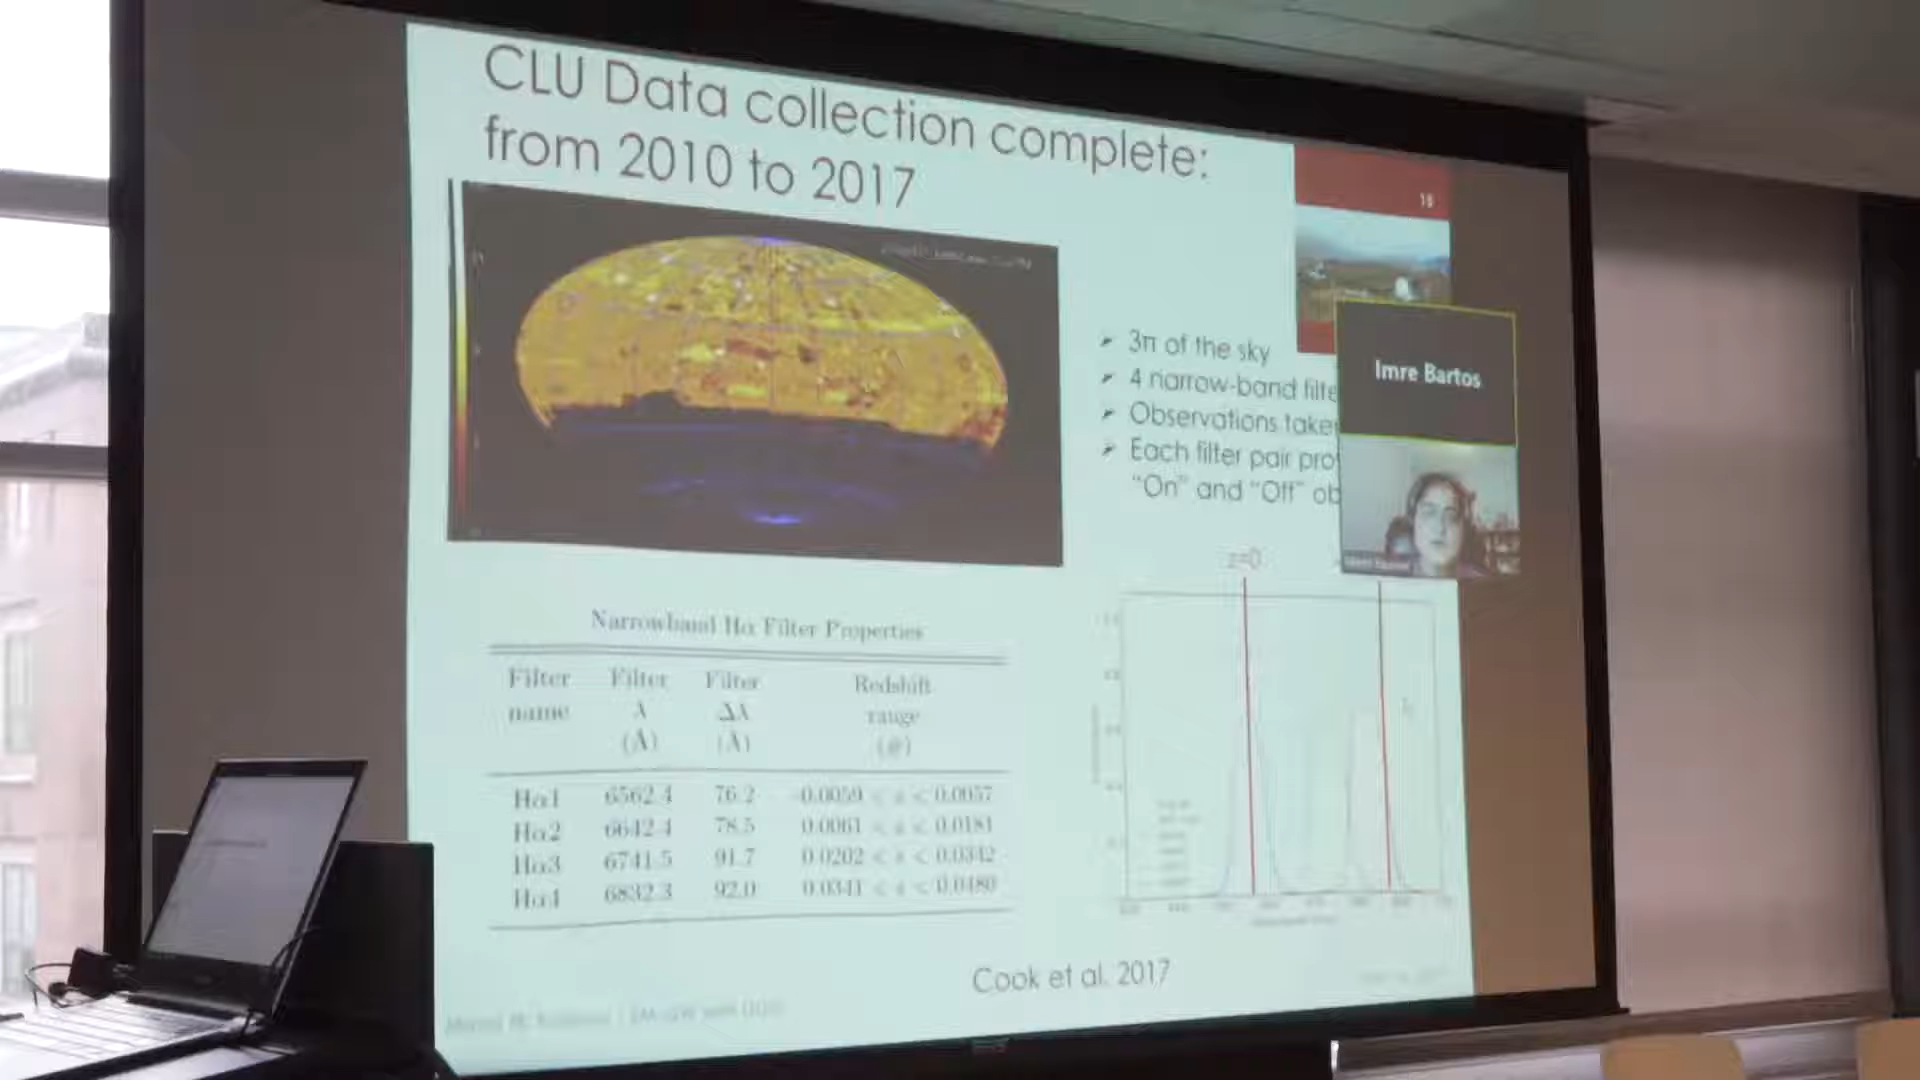 CLU Data collection complete:
from 2010 to 2017
18
➢ 3π of the sky
➢ 4 narrow-band filte
➢ Observations take
➢ Each filter pair pro
"On" and "Off" ob
Imre Bartos
z=0
Narrowband Hα Filter Properties
Filter Filter Filter Redshift
name λ Δλ range
(Å) (Å) (#)
Hα1 6562.4 76.2 -0.0059 < z < 0.0057
Hα2 6642.4 78.5 0.0061 < z < 0.0181
Hα3 6741.5 91.7 0.0202 < z < 0.0342
Hα4 6832.3 92.0 0.0341 < z < 0.0480
Cook et al. 2017